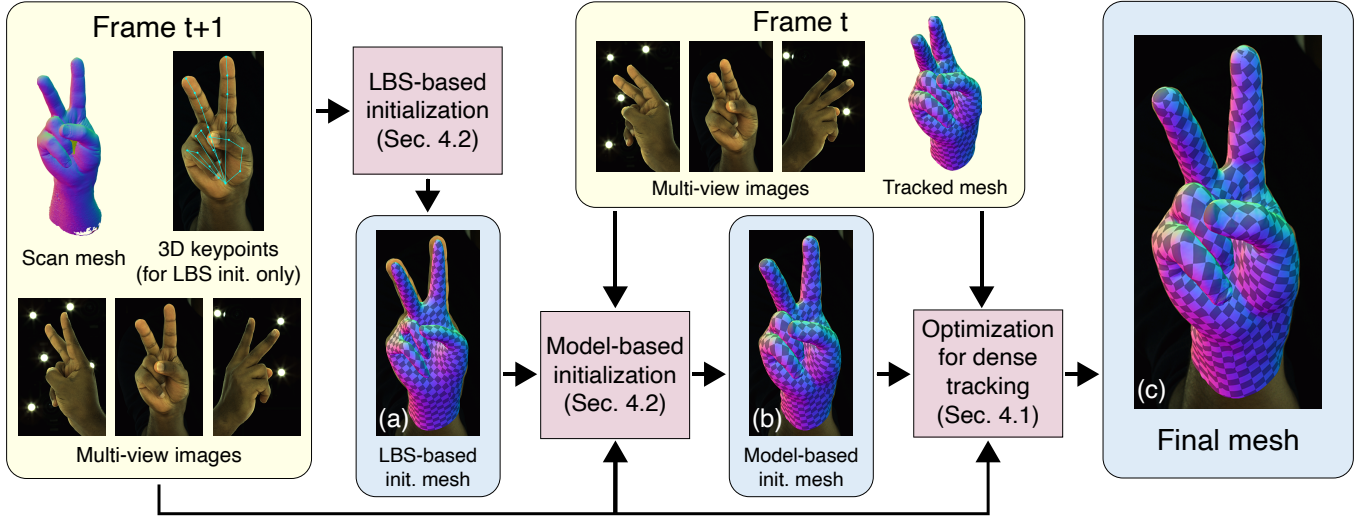 Frame t+1
Scan mesh
3D keypoints
(for LBS init. only)
Multi-view images
LBS-based
initialization
(Sec. 4.2)
(a)
LBS-based
init. mesh
Frame t
Multi-view images
Tracked mesh
Model-based
initialization
(Sec. 4.2)
(b)
Model-based
init. mesh
Optimization
for dense
tracking
(Sec. 4.1)
(c)
Final mesh